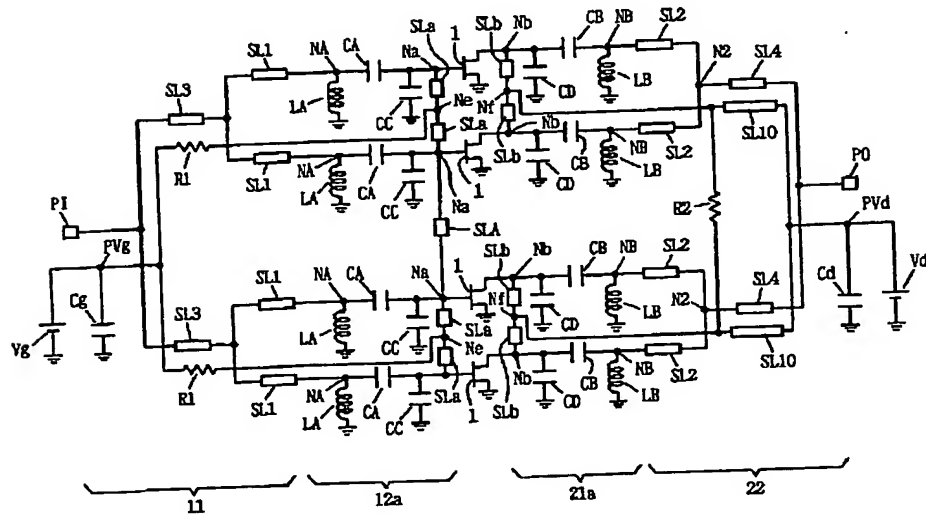 SLa Na SLb Nb CB NB SL2
SL1 NA CA 1 N2 SL4
SL3 LA CC Ne Nf CD LB
SLa SL10
R1 SL1 NA CA CC Na 1 SLb Nb CD CB NB LB SL2
LA R2 PO
PI SLA PVd
PVg Vd
SL1 NA CA Na SLb Nb CB NB SL2
1 N2 SL4
Cg SL3 LA CC SLa Nf CD LB Cd
Vg Ne SL10
R1 SL1 NA CA CC SLa 1 Nb SLb CD CB NB LB SL2
LA
11 12a 21a 22